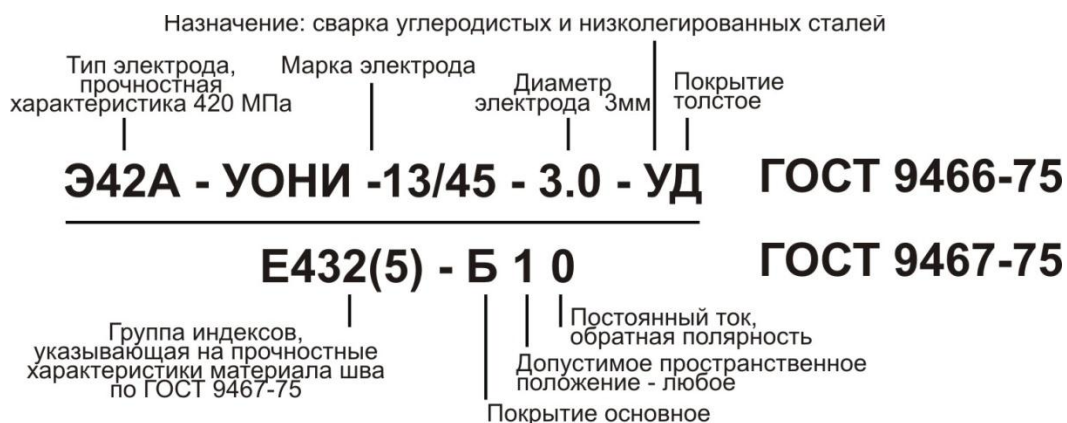 Назначение: сварка углеродистых и низколегированных сталей
Тип электрода,
прочностная
характеристика 420 МПа
Марка электрода
Диаметр
электрода 3мм
Покрытие
толстое
Э42А - УОНИ -13/45 - 3.0 - УД
ГОСТ 9466-75
Е432(5) - Б 1 0
ГОСТ 9467-75
Группа индексов,
указывающая на прочностные
характеристики материала шва
по ГОСТ 9467-75
Постоянный ток,
обратная полярность
Допустимое пространственное
положение - любое
Покрытие основное